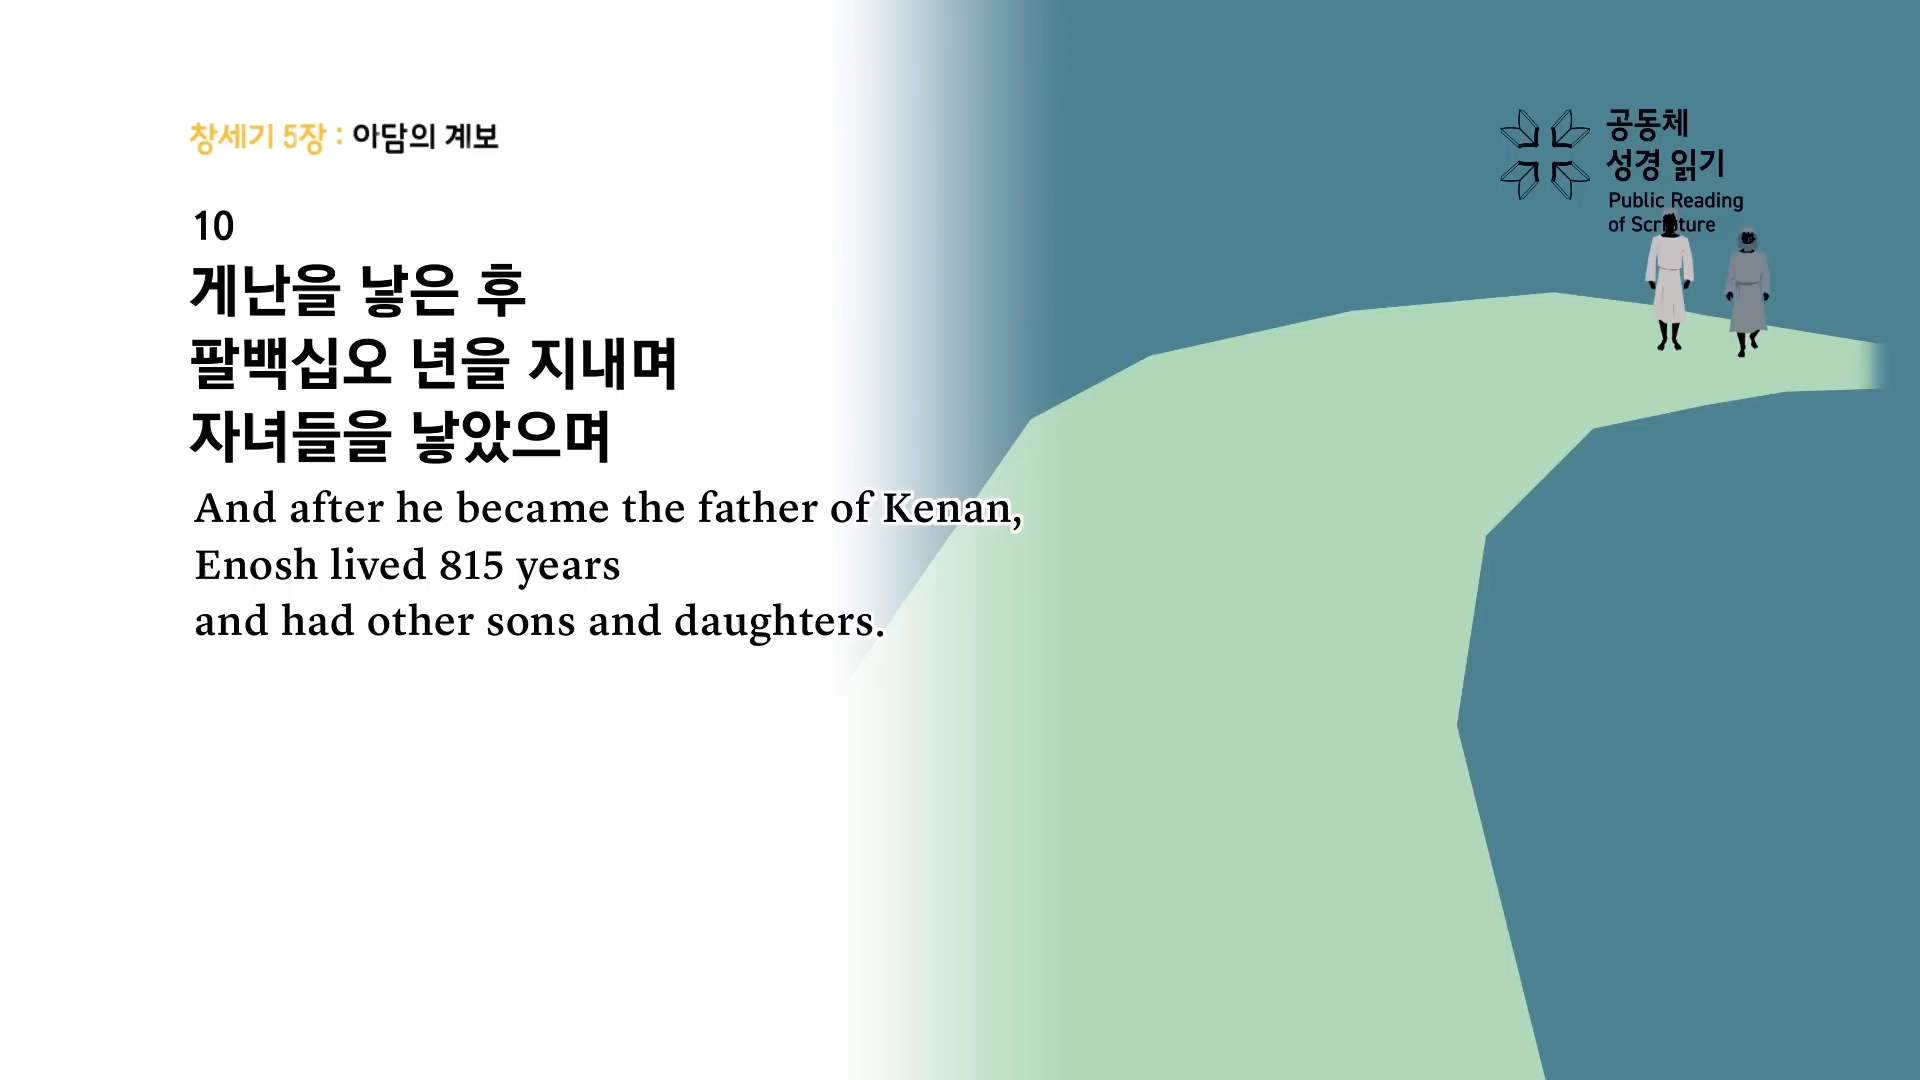 창세기 5장 : 아담의 계보
10
게난을 낳은 후
팔백십오 년을 지내며
자녀들을 낳았으며
And after he became the father of Kenan,
Enosh lived 815 years
and had other sons and daughters.
공동체
성경 읽기
Public Reading
of Scripture